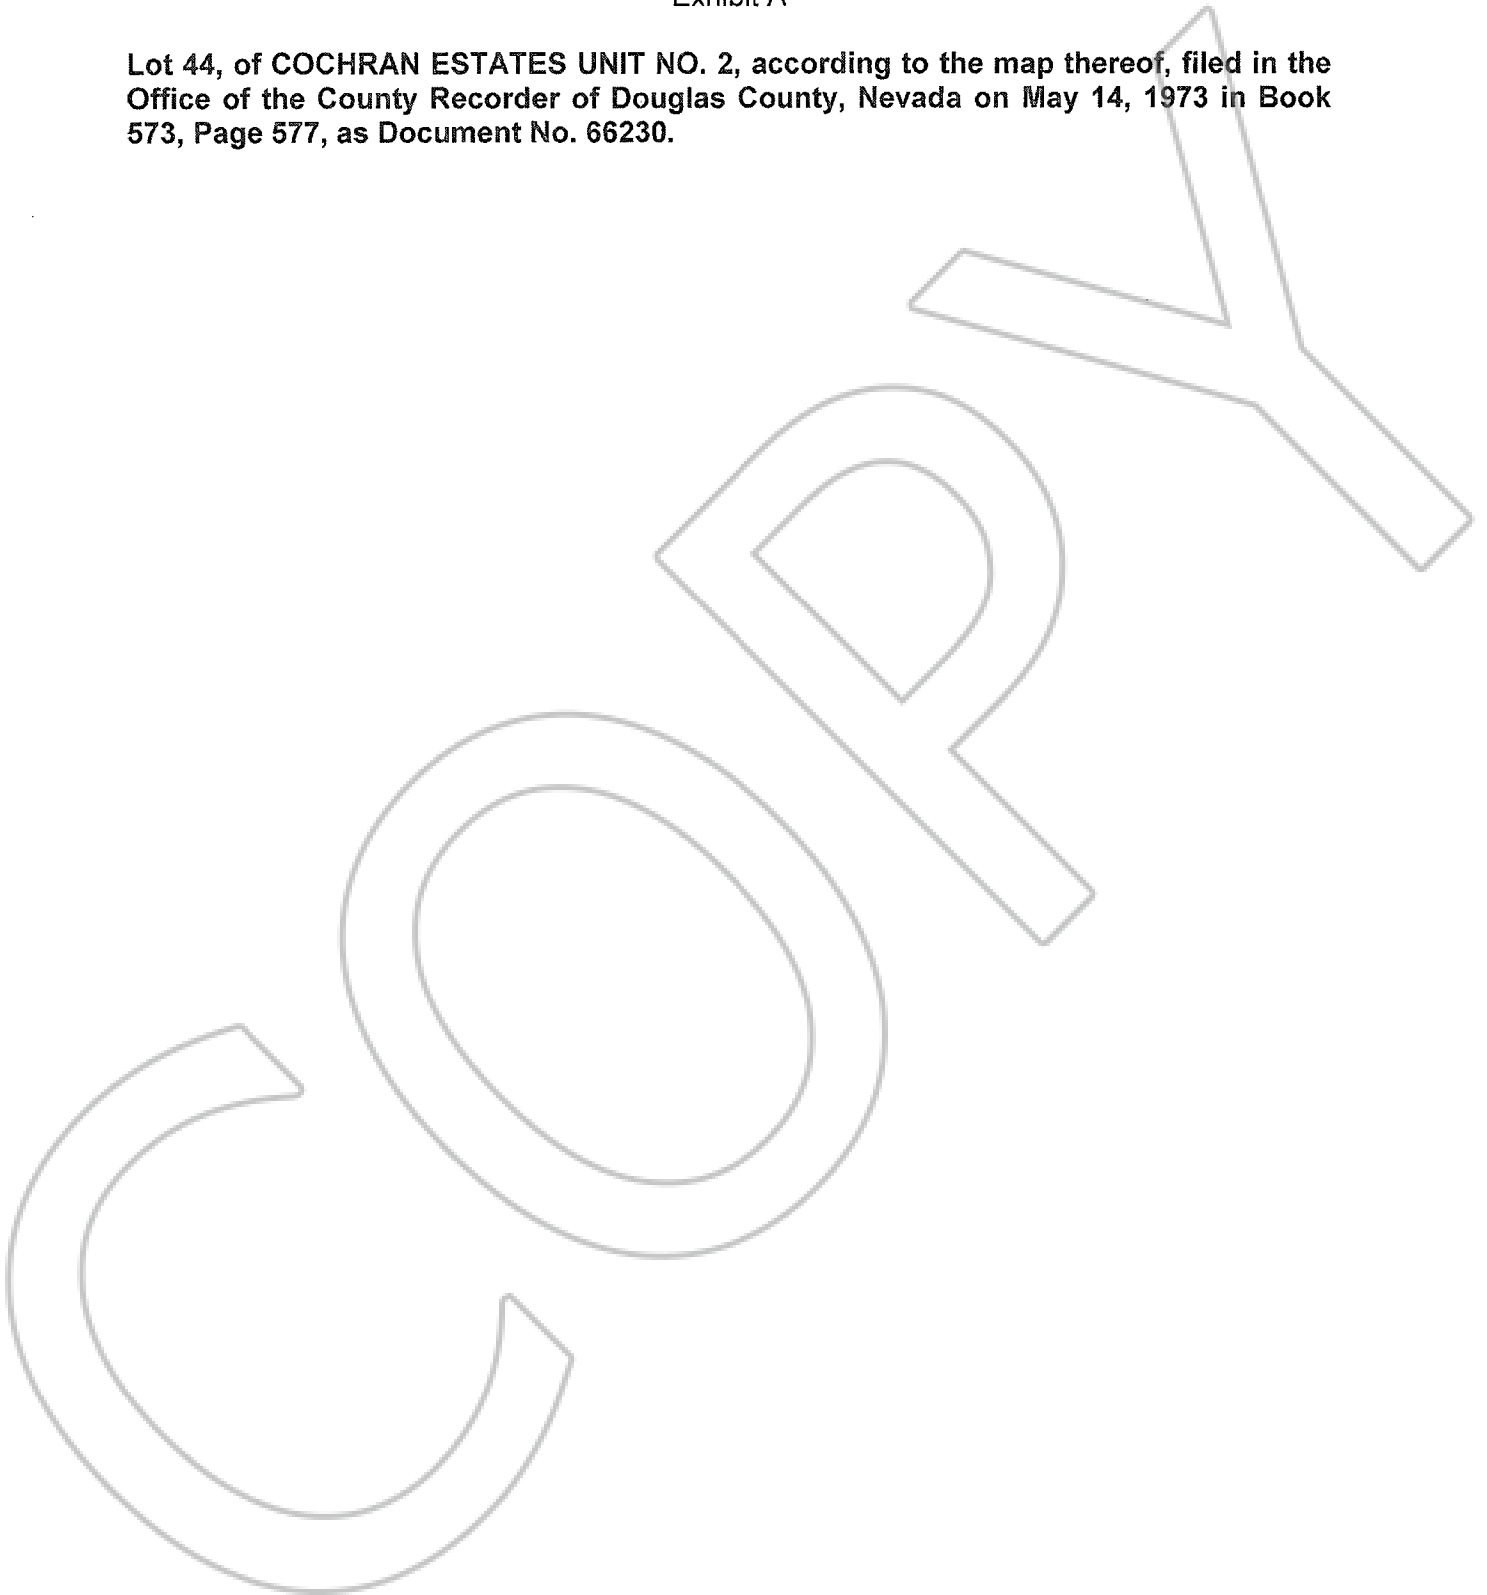 Exhibit A
Lot 44, of COCHRAN ESTATES UNIT NO. 2, according to the map thereof, filed in the
Office of the County Recorder of Douglas County, Nevada on May 14, 1973 in Book
573, Page 577, as Document No. 66230.
COPY